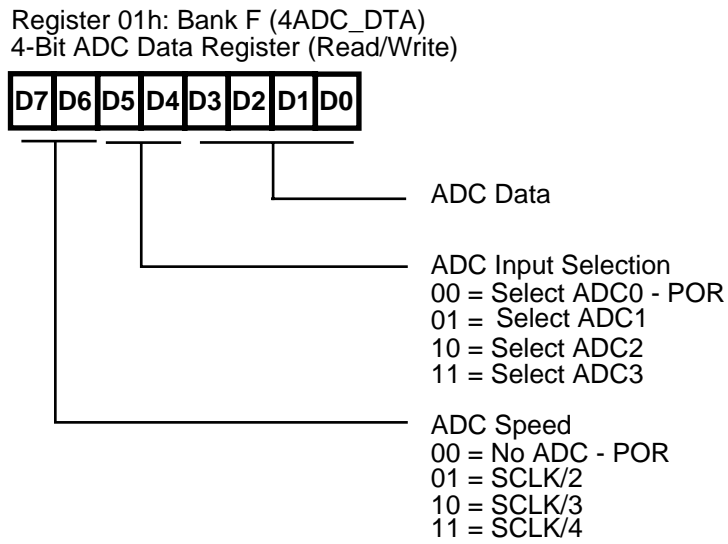 Register 01h: Bank F (4ADC_DTA)
4-Bit ADC Data Register (Read/Write)
D7 D6 D5 D4 D3 D2 D1 D0
ADC Data
ADC Input Selection
00 = Select ADC0 - POR
01 = Select ADC1
10 = Select ADC2
11 = Select ADC3
ADC Speed
00 = No ADC - POR
01 = SCLK/2
10 = SCLK/3
11 = SCLK/4